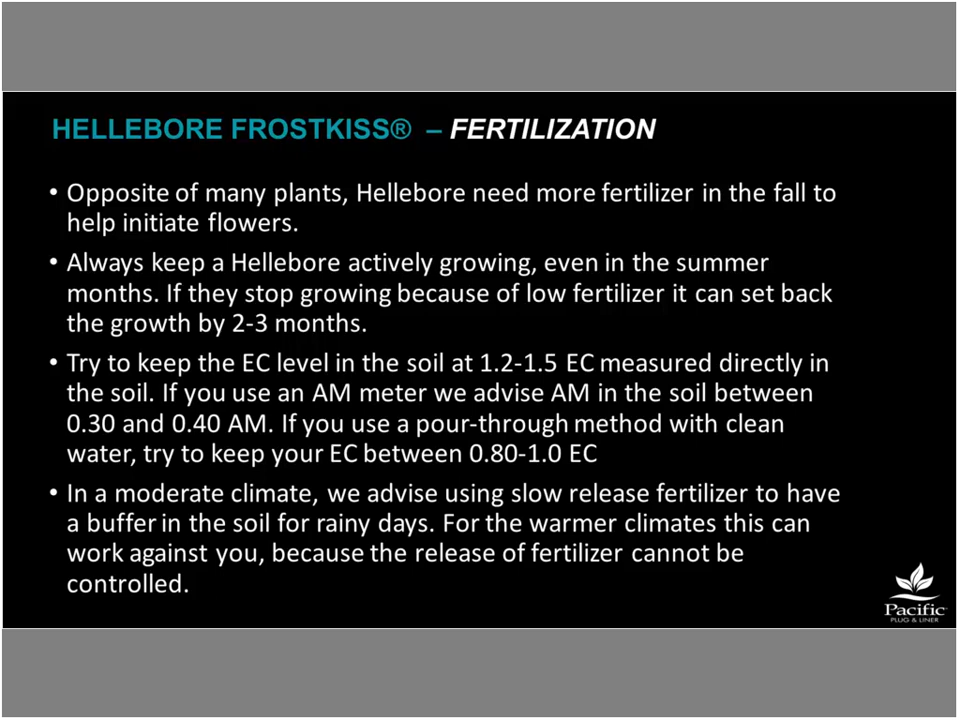 HELLEBORE FROSTKISS® – FERTILIZATION
• Opposite of many plants, Hellebore need more fertilizer in the fall to
help initiate flowers.
• Always keep a Hellebore actively growing, even in the summer
months. If they stop growing because of low fertilizer it can set back
the growth by 2-3 months.
• Try to keep the EC level in the soil at 1.2-1.5 EC measured directly in
the soil. If you use an AM meter we advise AM in the soil between
0.30 and 0.40 AM. If you use a pour-through method with clean
water, try to keep your EC between 0.80-1.0 EC
• In a moderate climate, we advise using slow release fertilizer to have
a buffer in the soil for rainy days. For the warmer climates this can
work against you, because the release of fertilizer cannot be
controlled.
Pacific
PLUG & LINER